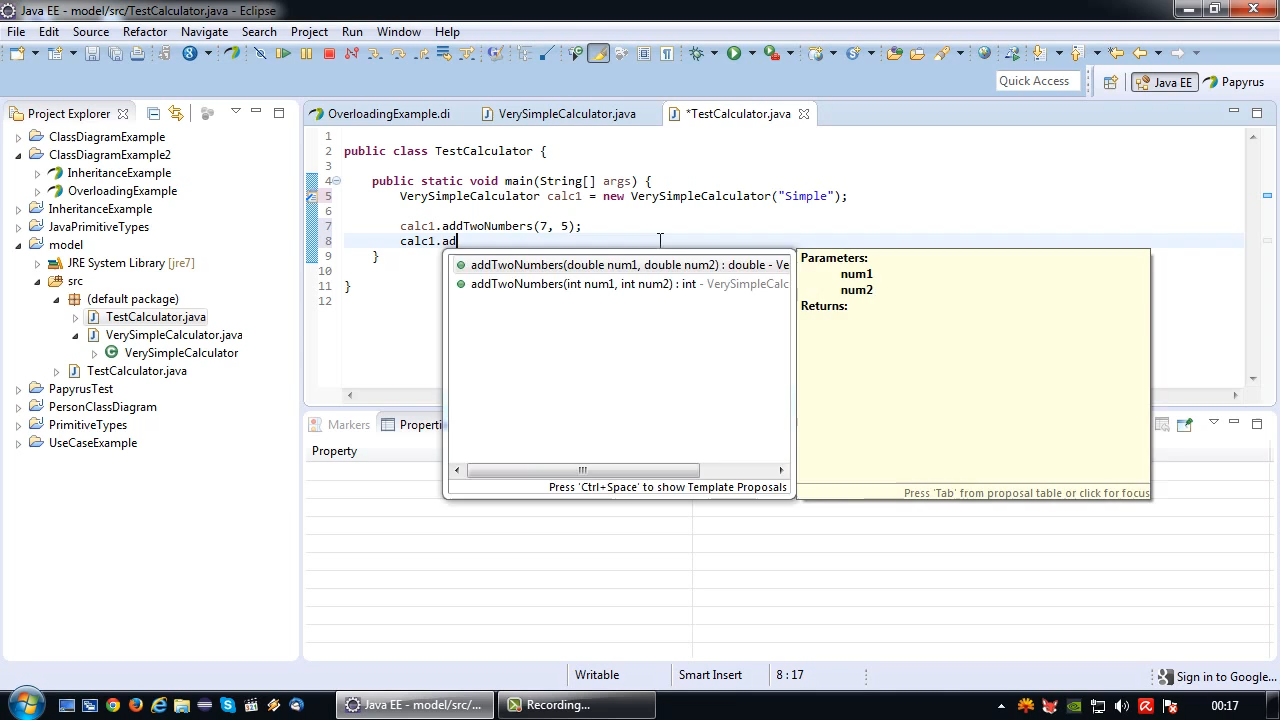 Java EE - model/src/TestCalculator.java - Eclipse
File Edit Source Refactor Navigate Search Project Run Window Help
Quick Access Java EE Papyrus
Project Explorer
ClassDiagramExample
ClassDiagramExample2
InheritanceExample
OverloadingExample
InheritanceExample
JavaPrimitiveTypes
model
JRE System Library [jre7]
src
(default package)
TestCalculator.java
VerySimpleCalculator.java
VerySimpleCalculator
TestCalculator.java
PapyrusTest
PersonClassDiagram
PrimitiveTypes
UseCaseExample
OverloadingExample.di VerySimpleCalculator.java *TestCalculator.java
1
2 public class TestCalculator {
3
4 public static void main(String[] args) {
5 VerySimpleCalculator calc1 = new VerySimpleCalculator("Simple");
6
7 calc1.addTwoNumbers(7, 5);
8 calc1.ad
9 }
10
11 }
12
addTwoNumbers(double num1, double num2) : double - Ve
addTwoNumbers(int num1, int num2) : int - VerySimpleCalc
Press 'Ctrl+Space' to show Template Proposals
Parameters:
num1
num2
Returns:
Press 'Tab' from proposal table or click for focus
Markers Properti
Property
Writable Smart Insert 8 : 17 Sign in to Google...
Java EE - model/src/... Recording... 00:17